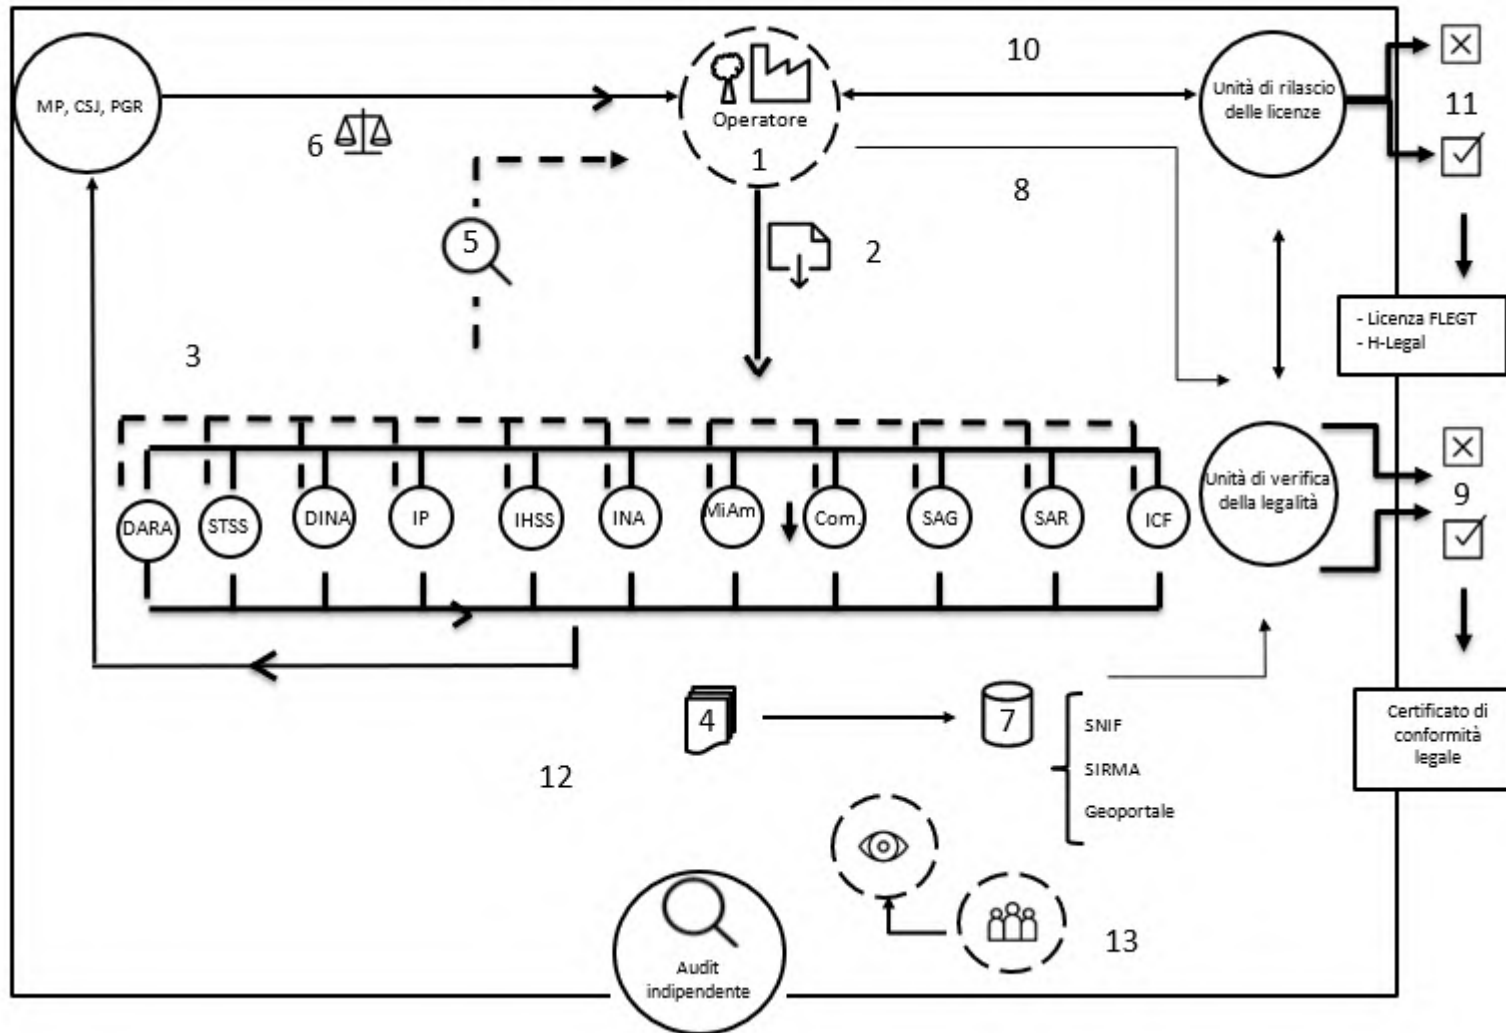 10
MP, CSJ, PGR
6
Operatore
1
Unità di rilascio
delle licenze
11
8
5
2
- Licenza FLEGT
- H-Legal
3
DARA
STSS
DINA
IP
IHSS
INA
MiAm
Com.
SAG
SAR
ICF
Unità di verifica
della legalità
9
4
7
SNIF
SIRMA
Geoportale
Certificato di
conformità
legale
12
13
Audit
indipendente